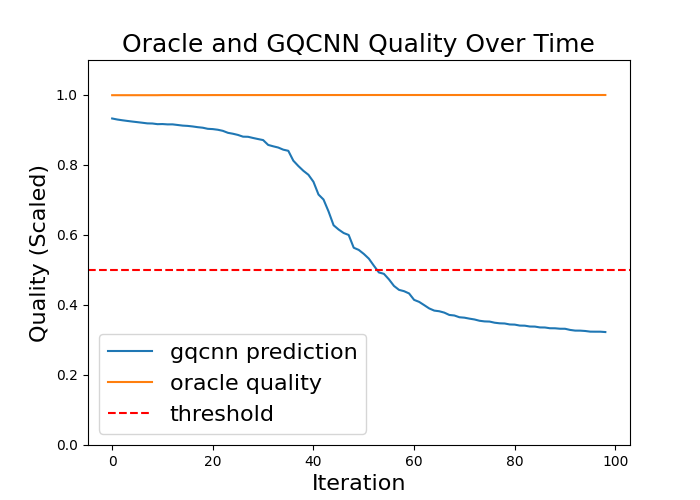 Oracle and GQCNN Quality Over Time
Quality (Scaled)
1.0
0.8
0.6
0.4
0.2
0.0
gqcnn prediction
oracle quality
threshold
0 20 40 60 80 100
Iteration